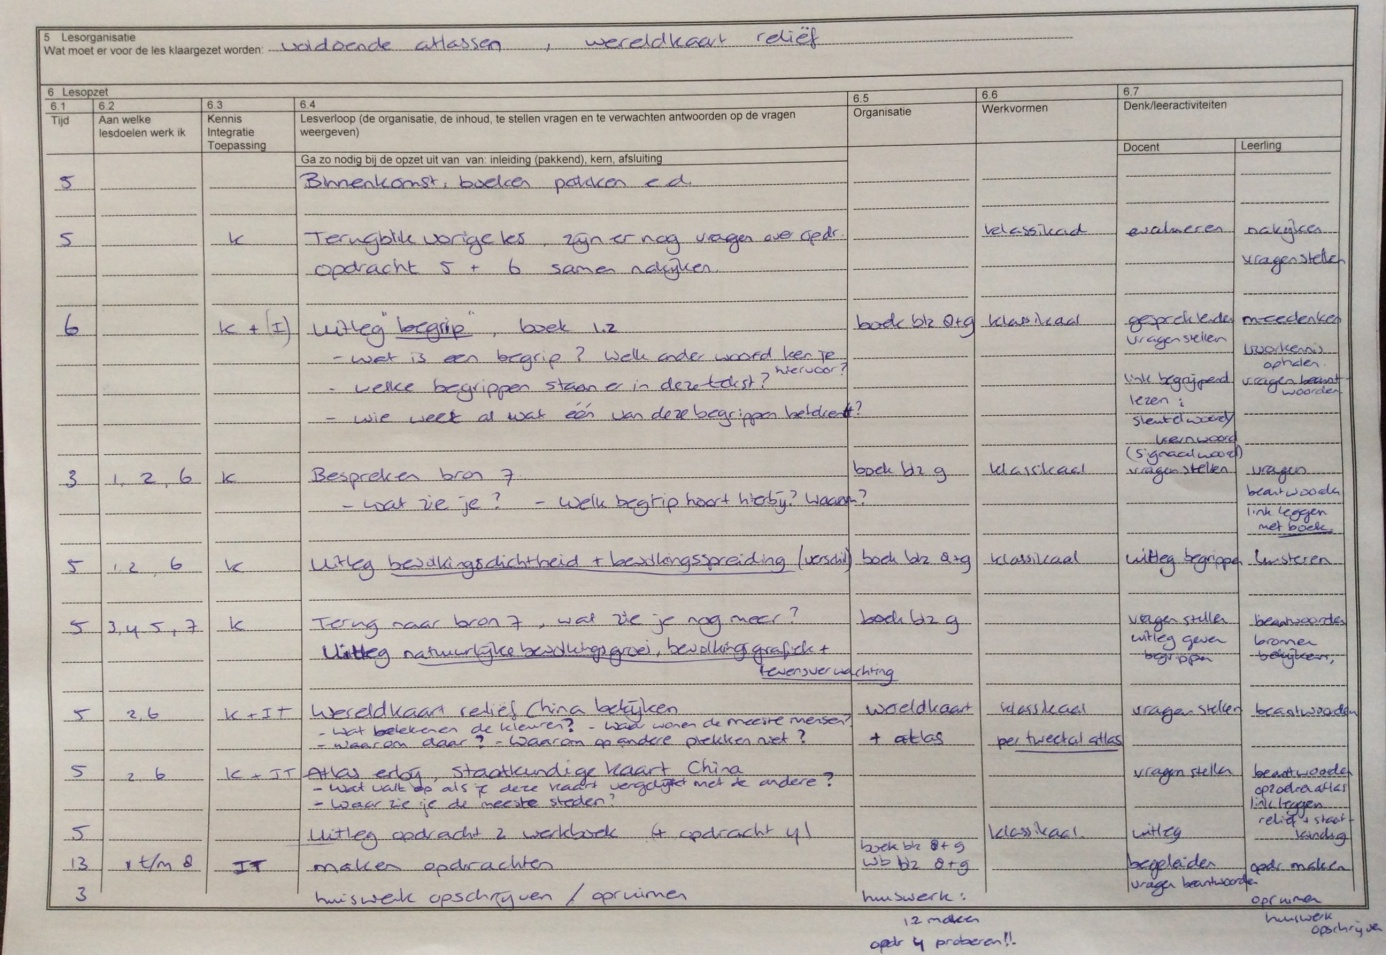 5 Lesorganisatie
Wat moet er voor de les klaargezet worden: voldoende atlassen , wereldkaart reliëf
6 Lesopzet
6.1 6.2 6.3 6.4 6.5 6.6 6.7
Tijd Aan welke lesdoelen werk ik Kennis Integratie Toepassing Lesverloop (de organisatie, de inhoud, te stellen vragen en te verwachten antwoorden op de vragen weergeven) Organisatie Werkvormen Denk/leeractiviteiten
Ga zo nodig bij de opzet uit van van: inleiding (pakkend), kern, afsluiting Docent Leerling
5 Binnenkomst, boeken pakken e.d.
5 k Terugblik vorige les, zijn er nog vragen over opdr. klassikaal evalueren nakijken
opdracht 5 + 6 samen nakijken. vragen stellen
6 k + (I) Uitleg "begrip", boek 1.2 boek blz 8+9 klassikaal gesprek leiden meedenken
vragen stellen
- wat is een begrip? Welk ander woord ken je hiervoor? voorkennis ophalen
- welke begrippen staan er in deze tekst? link begrijpend lezen: vragen beantwoorden
- wie weet al wat één van deze begrippen betekent? sleutelwoord/
kernwoord
(signaalwoord)
3 1, 2, 6 k Bespreken bron 7. boek blz 9 klassikaal vragen stellen vragen
- wat zie je? - Welk begrip hoort hierbij? Waarom? beantwoorden
link leggen
met boek
5 1, 2, 6 k Uitleg bevolkingsdichtheid + bevolkingsspreiding (verschil) boek blz 8+9 klassikaal uitleg begrippen luisteren
5 3, 4, 5, 7 k Terug naar bron 7, wat zie je nog meer? boek blz 9 vragen stellen beantwoorden
Uitleg natuurlijke bevolkingsgroei, bevolkingsgrafiek + uitleg geven bronnen
levensverwachting begrippen bekijken,
5 2, 6 k + IT Wereldkaart reliëf China bekijken wereldkaart klassikaal vragen stellen beantwoorden
- Wat betekenen de kleuren? - Waar wonen de meeste mensen?
- Waarom daar? - Waarom op andere plekken niet? + atlas per tweetal atlas
5 2 6 k + IT Atlas erbij, staatkundige kaart China vragen stellen beantwoorden
- Wat valt op als je deze kaart vergelijkt met de andere? opzoeken atlas
- Waar zie je de meeste steden? link leggen
reliëf + staat-
kundig
5 Uitleg opdracht 2 werkboek (+ opdracht 4) klassikaal. uitleg
boek blz 8+9
13 1 t/m 8 IT maken opdrachten wb blz 8+9 begeleiden opdr. maken
vragen beantwoorden
3 huiswerk opschrijven / opruimen huiswerk: opruimen
12 maken huiswerk
opschrijven
opdr 4 proberen!!.